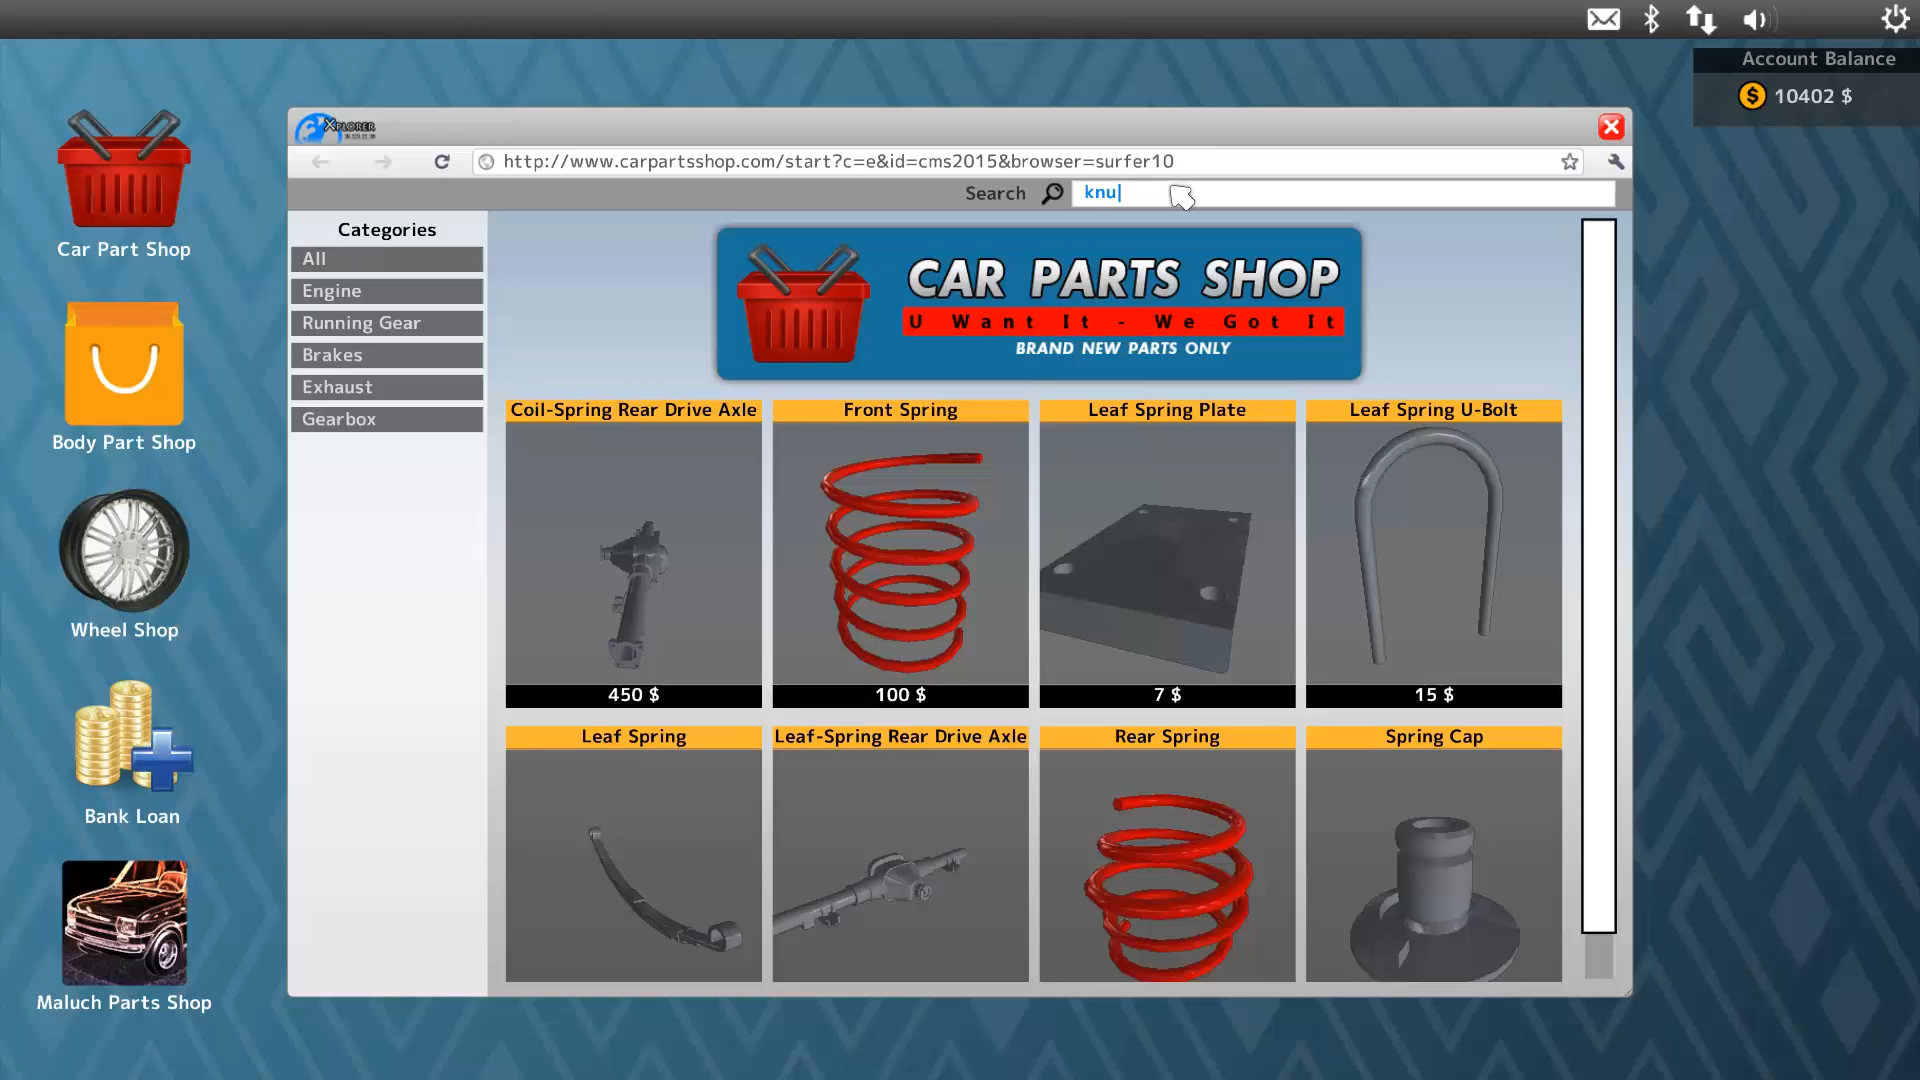 Account Balance
10402 $
XPLORER
http://www.carpartsshop.com/start?c=e&id=cms2015&browser=surfer10
Search
knu
Categories
All
Engine
Running Gear
Brakes
Exhaust
Gearbox
CAR PARTS SHOP
U Want It - We Got It
BRAND NEW PARTS ONLY
Coil-Spring Rear Drive Axle
450 $
Front Spring
100 $
Leaf Spring Plate
7 $
Leaf Spring U-Bolt
15 $
Leaf Spring
Leaf-Spring Rear Drive Axle
Rear Spring
Spring Cap
Car Part Shop
Body Part Shop
Wheel Shop
Bank Loan
Maluch Parts Shop